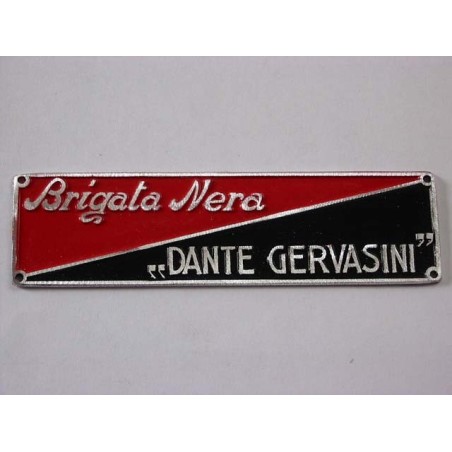 Brigata Nera
„DANTE GERVASINI”